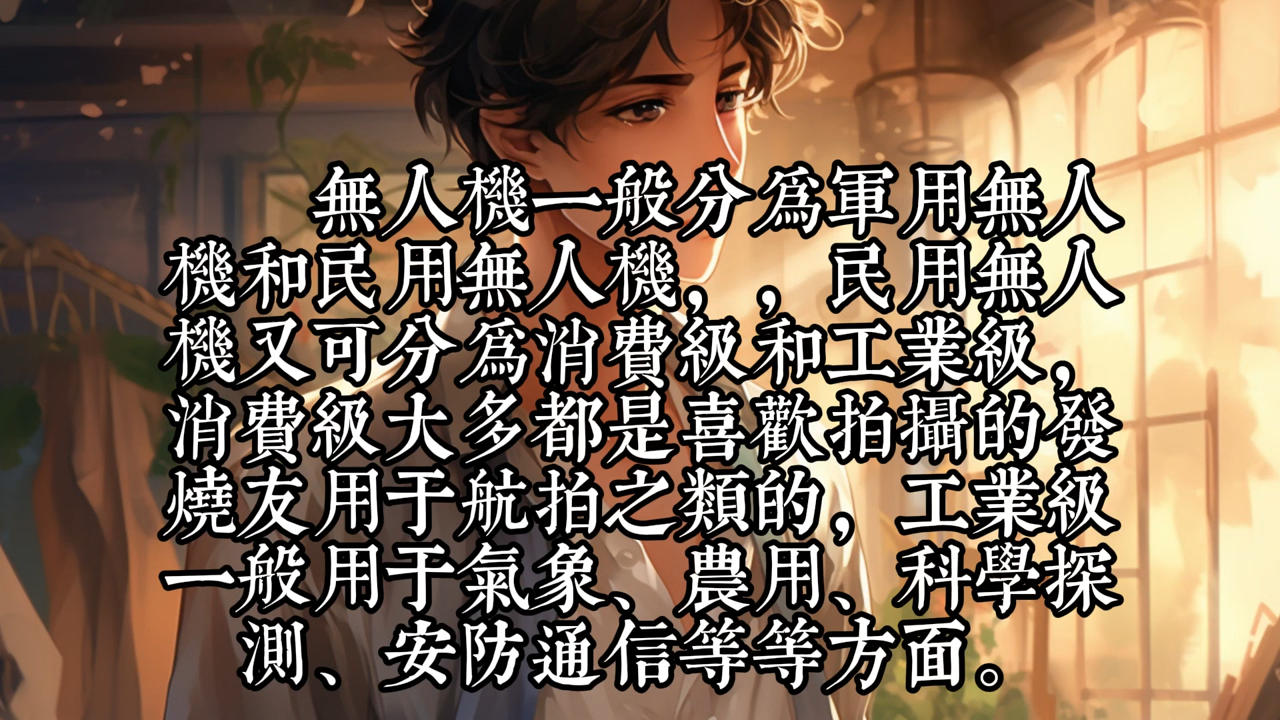 無人機一般分爲軍用無人
機和民用無人機，，民用無人
機又可分爲消費級和工業級，
消費級大多都是喜歡拍攝的發
燒友用于航拍之類的，工業級
一般用于氣象、農用、科學探
測、安防通信等等方面。